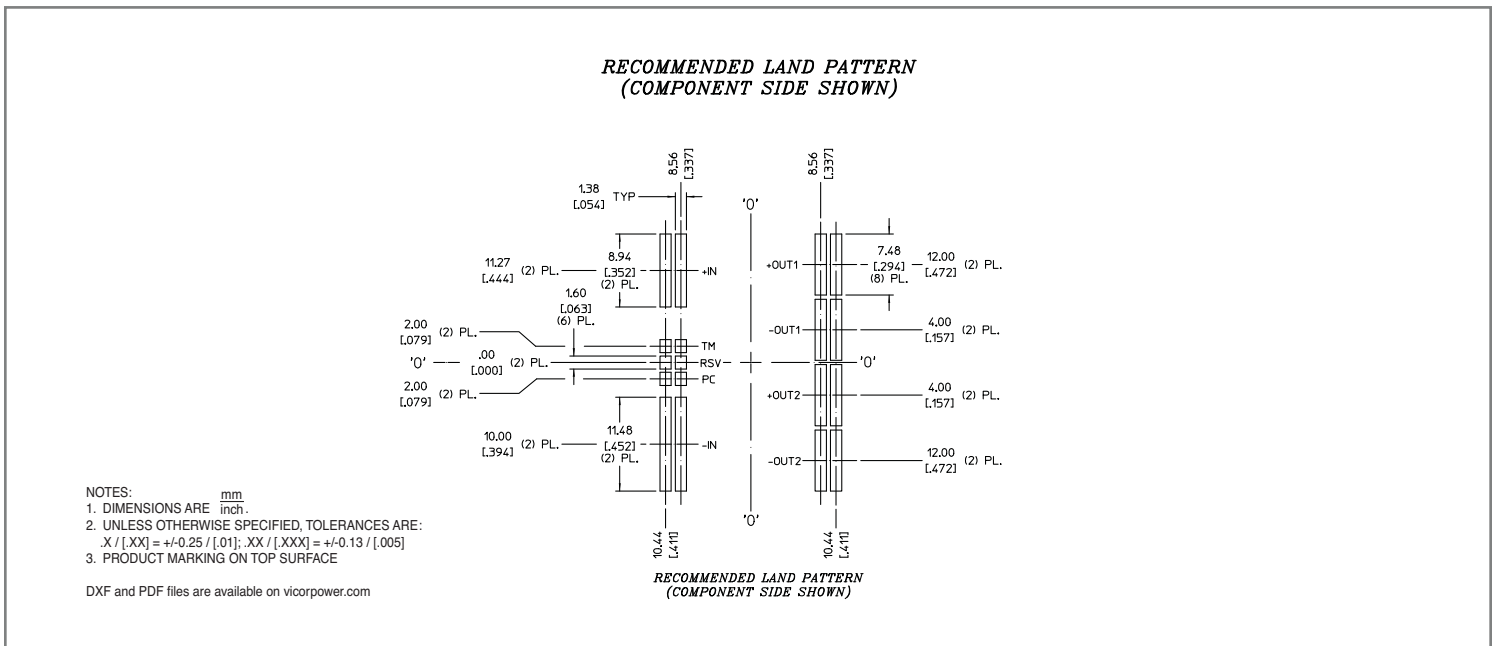 RECOMMENDED LAND PATTERN
(COMPONENT SIDE SHOWN)
8.56
[.337]
8.56
[.337]
1.38
[.054]
TYP
'0'
11.27
[.444]
(2) PL.
8.94
[.352]
(2) PL.
+IN
+OUT1
7.48
[.294]
(8) PL.
12.00
[.472]
(2) PL.
1.60
[.063]
(6) PL.
2.00
[.079]
(2) PL.
TM
-OUT1
4.00
[.157]
(2) PL.
'0'
.00
[.000]
(2) PL.
RSV
'0'
2.00
[.079]
(2) PL.
PC
+OUT2
4.00
[.157]
(2) PL.
10.00
[.394]
(2) PL.
11.48
[.452]
(2) PL.
-IN
-OUT2
12.00
[.472]
(2) PL.
'0'
10.44
[.411]
10.44
[.411]
RECOMMENDED LAND PATTERN
(COMPONENT SIDE SHOWN)
NOTES:
1. DIMENSIONS ARE mm
inch .
2. UNLESS OTHERWISE SPECIFIED, TOLERANCES ARE:
.X / [.XX] = +/-0.25 / [.01]; .XX / [.XXX] = +/-0.13 / [.005]
3. PRODUCT MARKING ON TOP SURFACE
DXF and PDF files are available on vicorpower.com